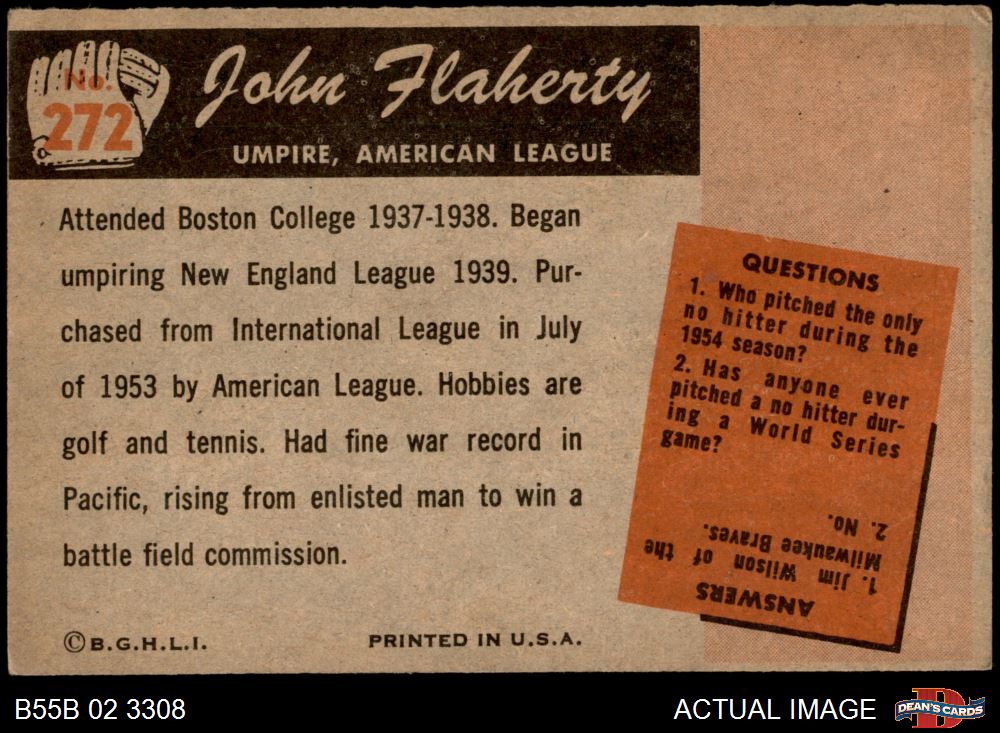 No.
272
John Flaherty
UMPIRE, AMERICAN LEAGUE
Attended Boston College 1937-1938. Began
umpiring New England League 1939. Pur-
chased from International League in July
of 1953 by American League. Hobbies are
golf and tennis. Had fine war record in
Pacific, rising from enlisted man to win a
battle field commission.
©B.G.H.L.I.
PRINTED IN U.S.A.
QUESTIONS
1. Who pitched the only
no hitter during the
1954 season?
2. Has anyone ever
pitched a no hitter dur-
ing a World Series
game?
ANSWERS
1. Jim Wilson of the
Milwaukee Braves.
2. No.
B55B 02 3308
ACTUAL IMAGE
D
DEAN'S CARDS